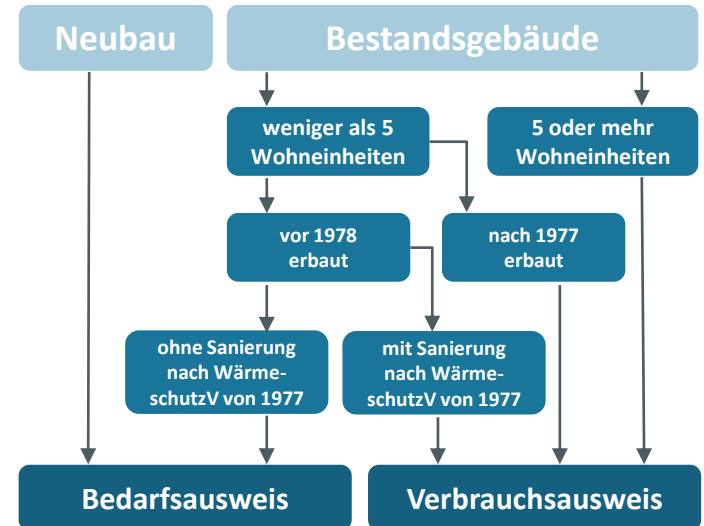 Neubau
Bestandsgebäude
weniger als 5
Wohneinheiten
5 oder mehr
Wohneinheiten
vor 1978
erbaut
nach 1977
erbaut
ohne Sanierung
nach Wärme-
schutzV von 1977
mit Sanierung
nach Wärme-
schutzV von 1977
Bedarfsausweis
Verbrauchsausweis